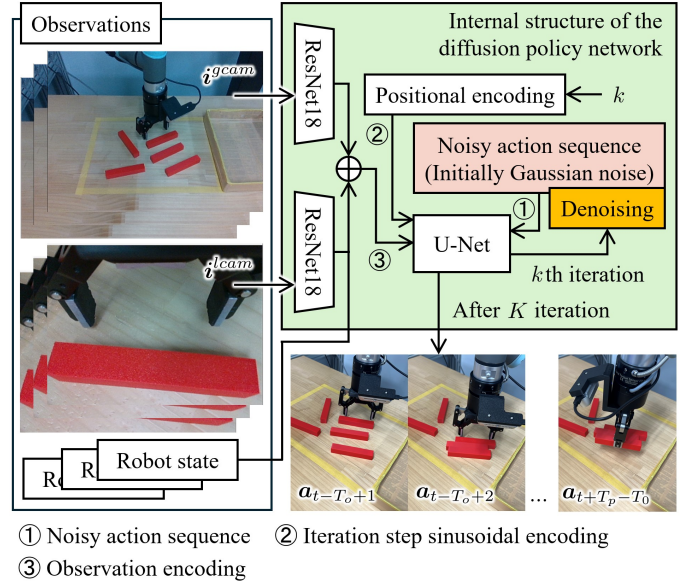 Observations
i^{gcam}
i^{lcam}
Ro
R
Robot state
Internal structure of the
diffusion policy network
ResNet18
ResNet18
Positional encoding
k
②
Noisy action sequence
(Initially Gaussian noise)
①
Denoising
U-Net
③
kth iteration
After K iteration
a_{t-T_o+1}
a_{t-T_o+2}
...
a_{t+T_p-T_0}
① Noisy action sequence ② Iteration step sinusoidal encoding
③ Observation encoding